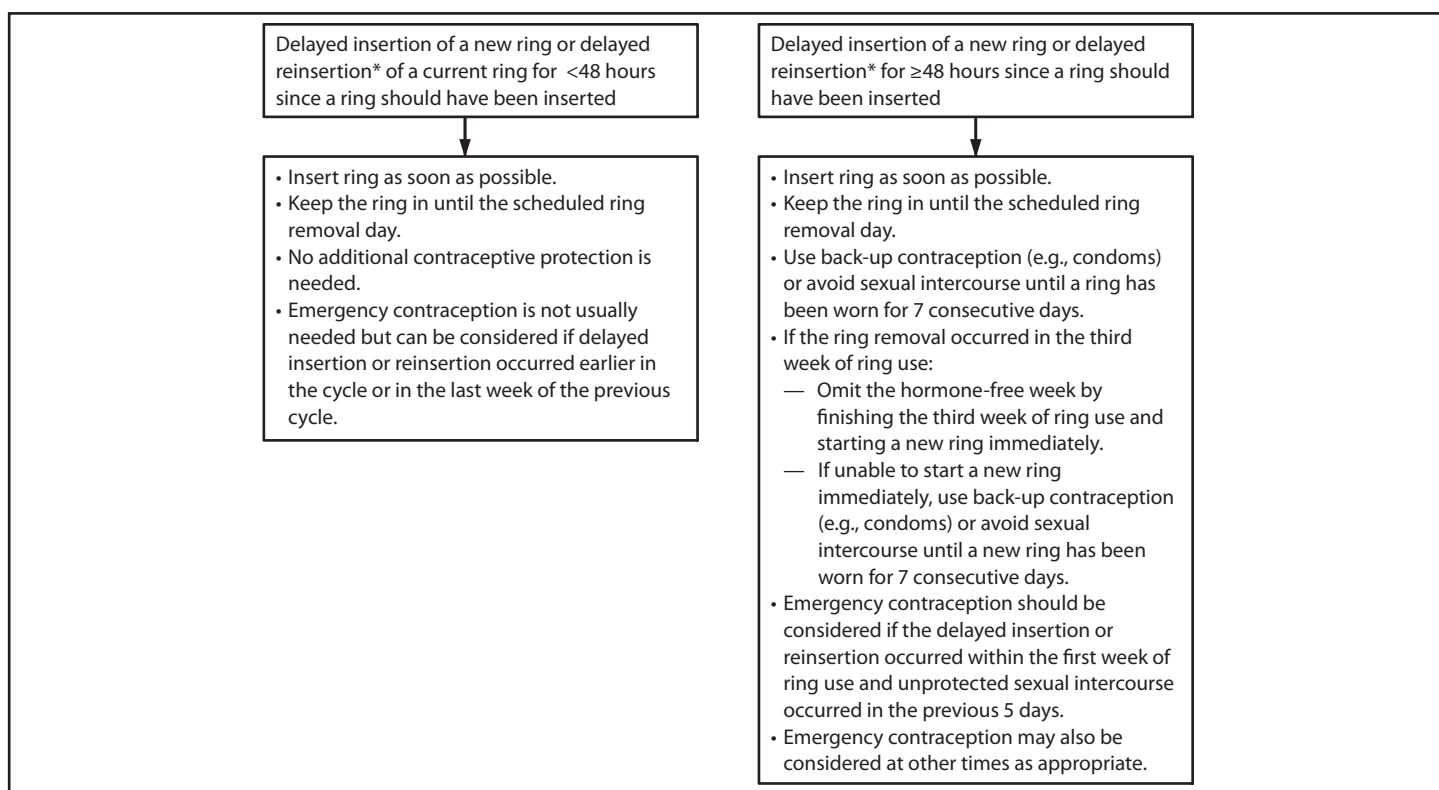 Delayed insertion of a new ring or delayed
reinsertion* of a current ring for <48 hours
since a ring should have been inserted
• Insert ring as soon as possible.
• Keep the ring in until the scheduled ring
removal day.
• No additional contraceptive protection is
needed.
• Emergency contraception is not usually
needed but can be considered if delayed
insertion or reinsertion occurred earlier in
the cycle or in the last week of the previous
cycle.
Delayed insertion of a new ring or delayed
reinsertion* for ≥48 hours since a ring should
have been inserted
• Insert ring as soon as possible.
• Keep the ring in until the scheduled ring
removal day.
• Use back-up contraception (e.g., condoms)
or avoid sexual intercourse until a ring has
been worn for 7 consecutive days.
• If the ring removal occurred in the third
week of ring use:
— Omit the hormone-free week by
finishing the third week of ring use and
starting a new ring immediately.
— If unable to start a new ring
immediately, use back-up contraception
(e.g., condoms) or avoid sexual
intercourse until a new ring has been
worn for 7 consecutive days.
• Emergency contraception should be
considered if the delayed insertion or
reinsertion occurred within the first week of
ring use and unprotected sexual intercourse
occurred in the previous 5 days.
• Emergency contraception may also be
considered at other times as appropriate.